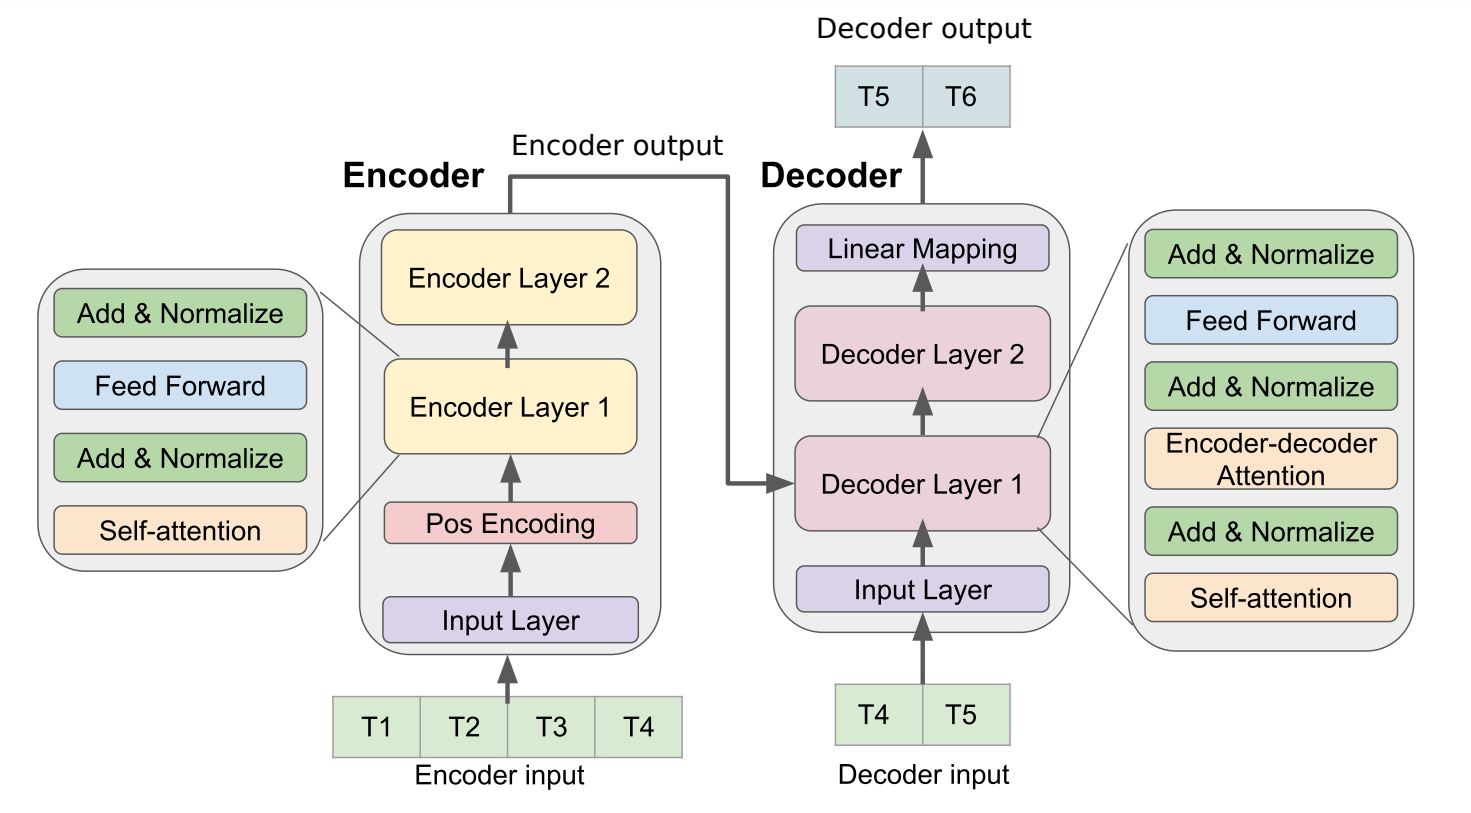 Decoder output
T5 T6
Encoder output
Encoder
Decoder
Add & Normalize
Feed Forward
Add & Normalize
Self-attention
Encoder Layer 2
Encoder Layer 1
Pos Encoding
Input Layer
T1 T2 T3 T4
Encoder input
Linear Mapping
Decoder Layer 2
Decoder Layer 1
Input Layer
T4 T5
Decoder input
Add & Normalize
Feed Forward
Add & Normalize
Encoder-decoder
Attention
Add & Normalize
Self-attention